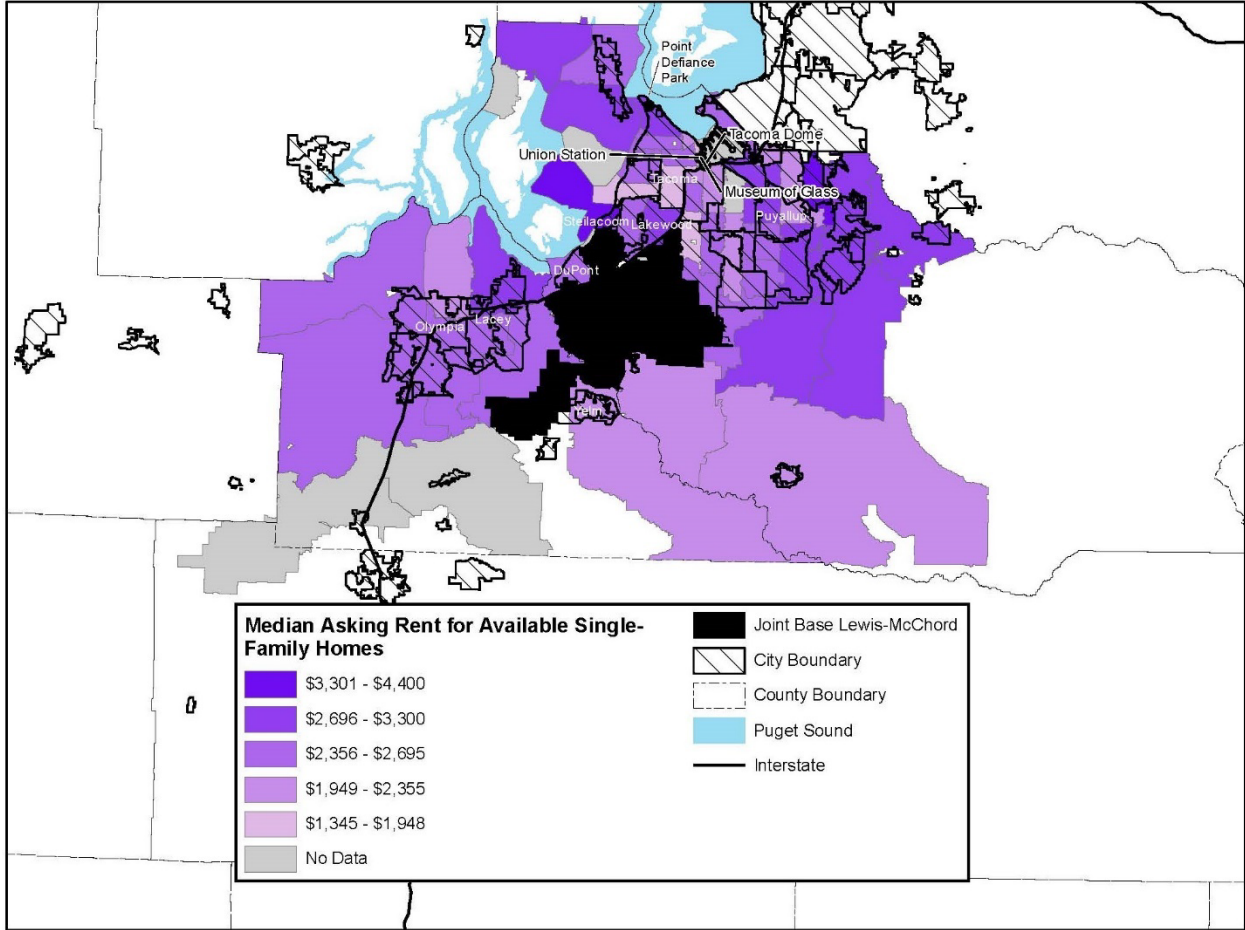 Point
Defiance
Park
Tacoma Dome
Union Station
Tacoma
Museum of Glass
Steilacoom
Lakewood
Puyallup
DuPont
Lacey
Olympia
Yelm
Median Asking Rent for Available Single-
Family Homes
$3,301 - $4,400
$2,696 - $3,300
$2,356 - $2,695
$1,949 - $2,355
$1,345 - $1,948
No Data
Joint Base Lewis-McChord
City Boundary
County Boundary
Puget Sound
Interstate